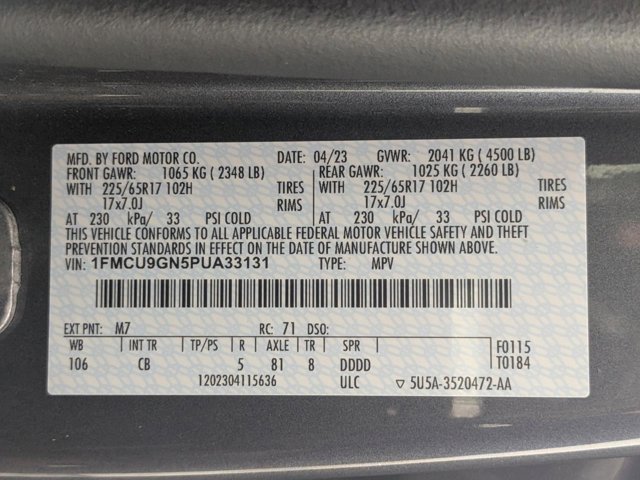 MFD. BY FORD MOTOR CO. DATE: 04/23 GVWR: 2041 KG ( 4500 LB)
FRONT GAWR: 1065 KG ( 2348 LB) REAR GAWR: 1025 KG ( 2260 LB)
WITH 225/65R17 102H TIRES WITH 225/65R17 102H TIRES
17x7.0J RIMS 17x7.0J RIMS
AT 230 kPa/ 33 PSI COLD AT 230 kPa/ 33 PSI COLD
THIS VEHICLE CONFORMS TO ALL APPLICABLE FEDERAL MOTOR VEHICLE SAFETY AND THEFT
PREVENTION STANDARDS IN EFFECT ON THE DATE OF MANUFACTURE SHOWN ABOVE.
VIN: 1FMCU9GN5PUA33131 TYPE: MPV
EXT PNT: M7 RC: 71 DSO:
WB INT TR TP/PS R AXLE TR SPR F0115
106 CB 5 81 8 DDDD T0184
1202304115636 ULC ▽ 5U5A-3520472-AA